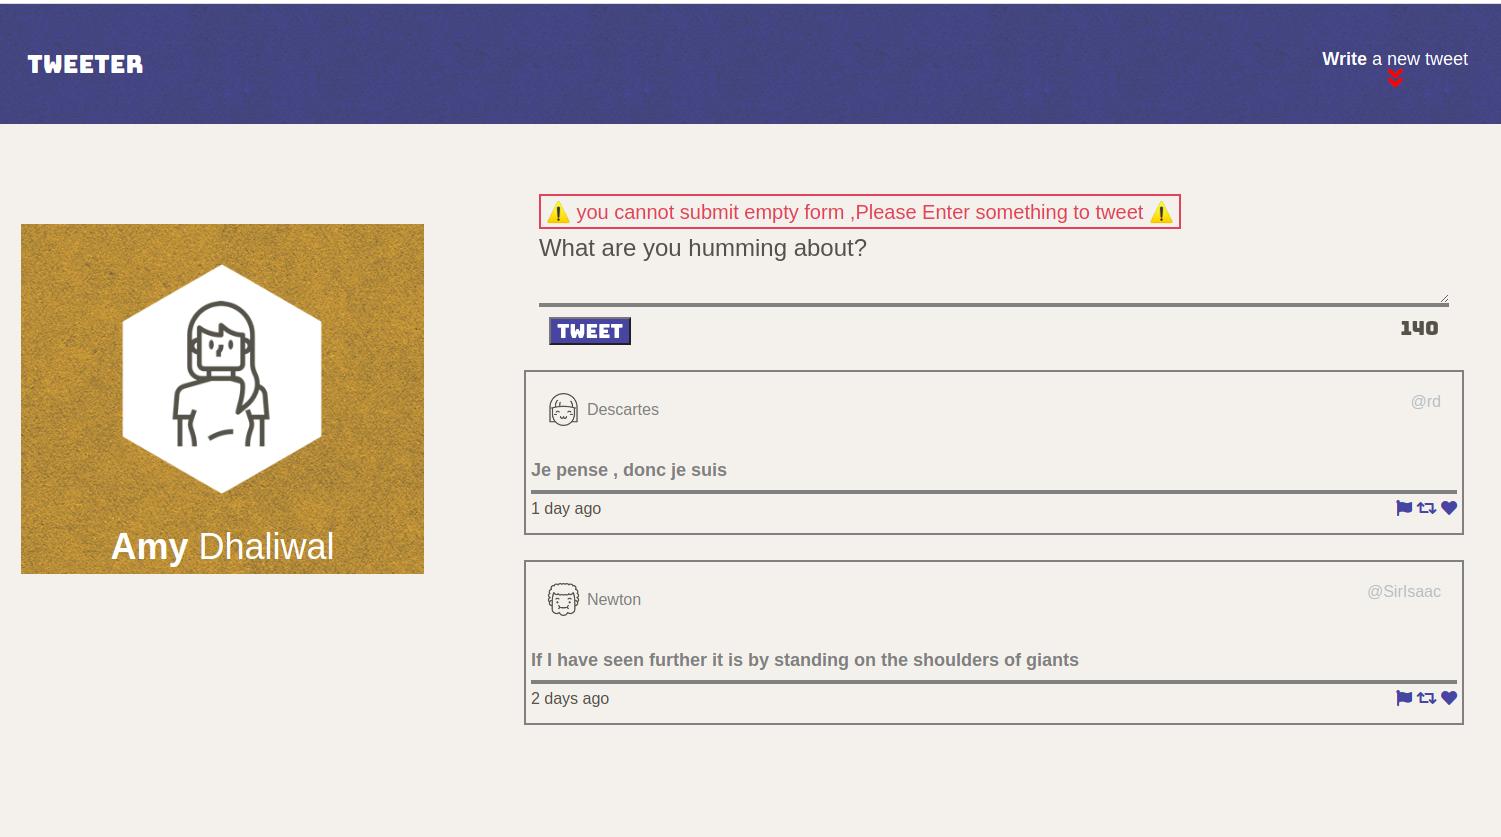 TWEETER
Write a new tweet
⚠️ you cannot submit empty form ,Please Enter something to tweet ⚠️
What are you humming about?
TWEET
140
Amy Dhaliwal
Descartes
@rd
Je pense , donc je suis
1 day ago
Newton
@SirIsaac
If I have seen further it is by standing on the shoulders of giants
2 days ago